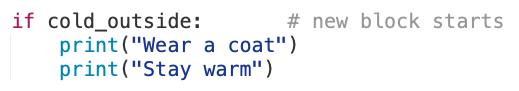 if cold_outside:       # new block starts
    print("Wear a coat")
    print("Stay warm")